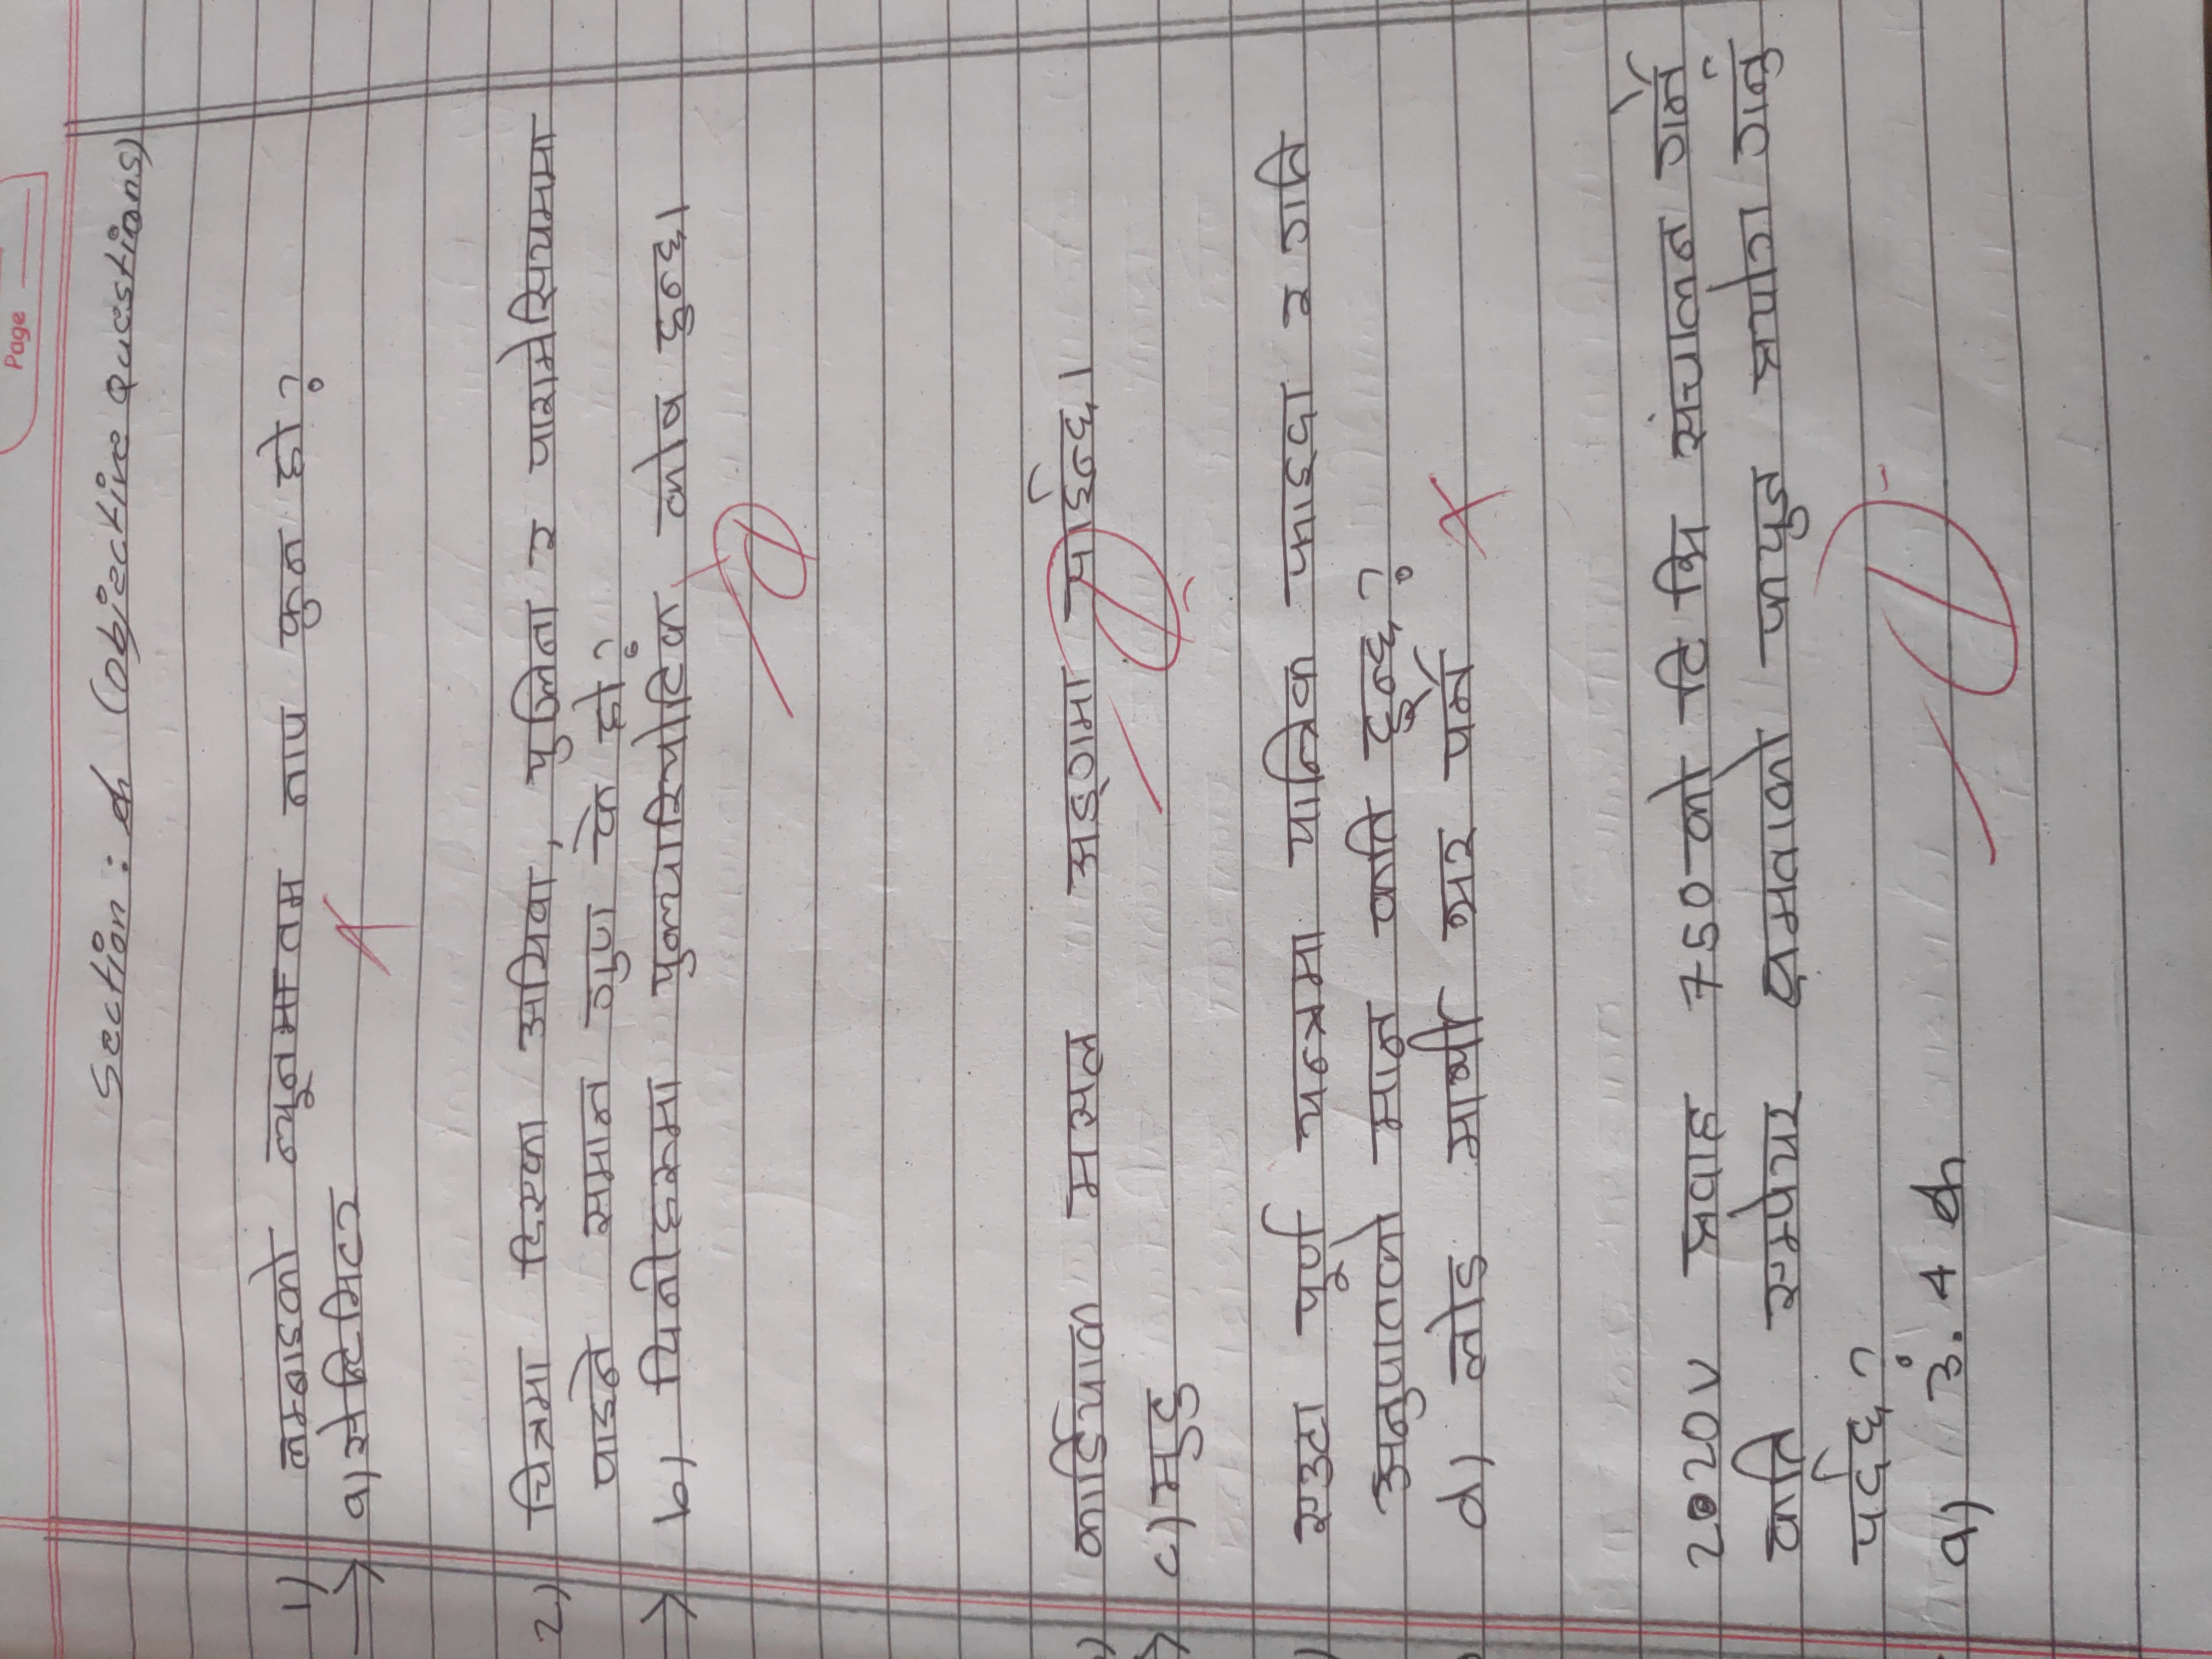 Page
Section : क (Objective Questions)
1) लम्बाइको न्यूनतम नाप कुन हो?
→ a) सेन्टिमिटर
2) चित्रमा दिएका अमिवा, युग्लिना र पारामेसियममा
पाइने समान गुण के हो?
→ b) यिनीहरूमा युक्यारियोटिक कोष हुन्छ।
) कार्डियाक मसल अङ्गमा पाईन्छ।
→ c) मुटु
) एउटा पूर्ण यन्त्रमा यान्त्रिक फाइदा र गति
अनुपातको मान कति हुन्छ?
d) लोड माथी भर पर्ने
220V प्रवाह 750 को टि भि संचालन गर्ने
कति एम्पेयर क्षमताको फ्युज प्रयोग गर्नु
पर्दछ?
a) 3.4